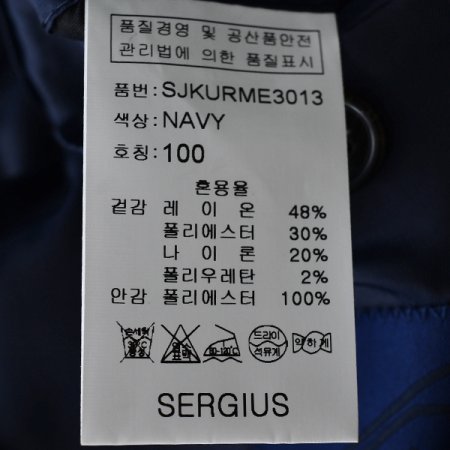 품질경영 및 공산품안전
관리법에 의한 품질표시
품번: SJKURME3013
색상: NAVY
호칭: 100
혼용율
겉감 레 이 온 48%
폴리에스터 30%
나 이 론 20%
폴리우레탄 2%
안감 폴리에스터 100%
드라이 약하게
석유계
SERGIUS